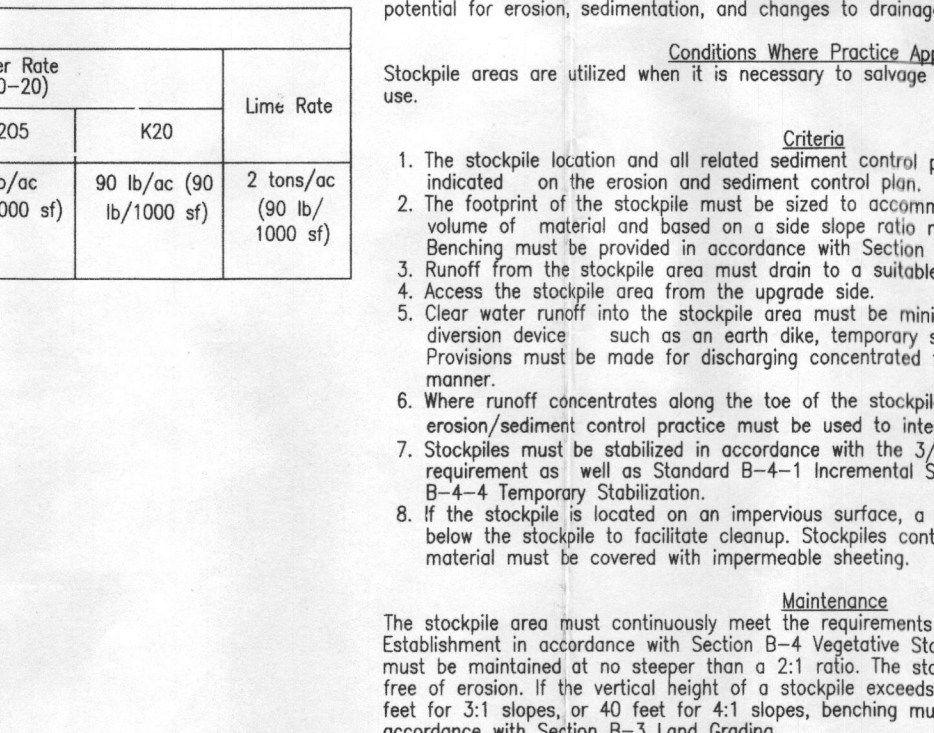 er Rate
0-20)
Lime Rate
205
K20
b/ac
000 sf)
90 lb/ac (90
lb/1000 sf)
2 tons/ac
(90 lb/
1000 sf)
potential for erosion, sedimentation, and changes to drainag
Conditions Where Practice App
Stockpile areas are utilized when it is necessary to salvage
use.
Criteria
1. The stockpile location and all related sediment control p
indicated on the erosion and sediment control plan.
2. The footprint of the stockpile must be sized to accomm
volume of material and based on a side slope ratio n
Benching must be provided in accordance with Section
3. Runoff from the stockpile area must drain to a suitable
4. Access the stockpile area from the upgrade side.
5. Clear water runoff into the stockpile area must be mini
diversion device such as an earth dike, temporary s
Provisions must be made for discharging concentrated
manner.
6. Where runoff concentrates along the toe of the stockpil
erosion/sediment control practice must be used to inte
7. Stockpiles must be stabilized in accordance with the 3/
requirement as well as Standard B-4-1 Incremental S
B-4-4 Temporary Stabilization.
8. If the stockpile is located on an impervious surface, a
below the stockpile to facilitate cleanup. Stockpiles cont
material must be covered with impermeable sheeting.
Maintenance
The stockpile area must continuously meet the requirements
Establishment in accordance with Section B-4 Vegetative Sta
must be maintained at no steeper than a 2:1 ratio. The sto
free of erosion. If the vertical height of a stockpile exceeds
feet for 3:1 slopes, or 40 feet for 4:1 slopes, benching mu
accordance with Section B-3 Land Grading.